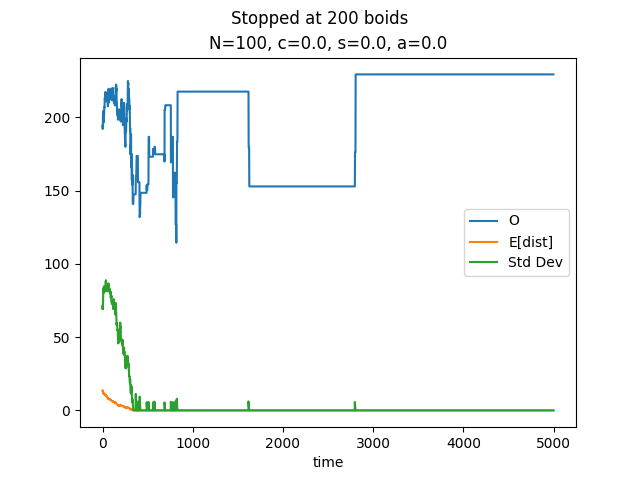 Stopped at 200 boids
N=100, c=0.0, s=0.0, a=0.0
200
150
100
50
0
O
E[dist]
Std Dev
0 1000 2000 3000 4000 5000
time